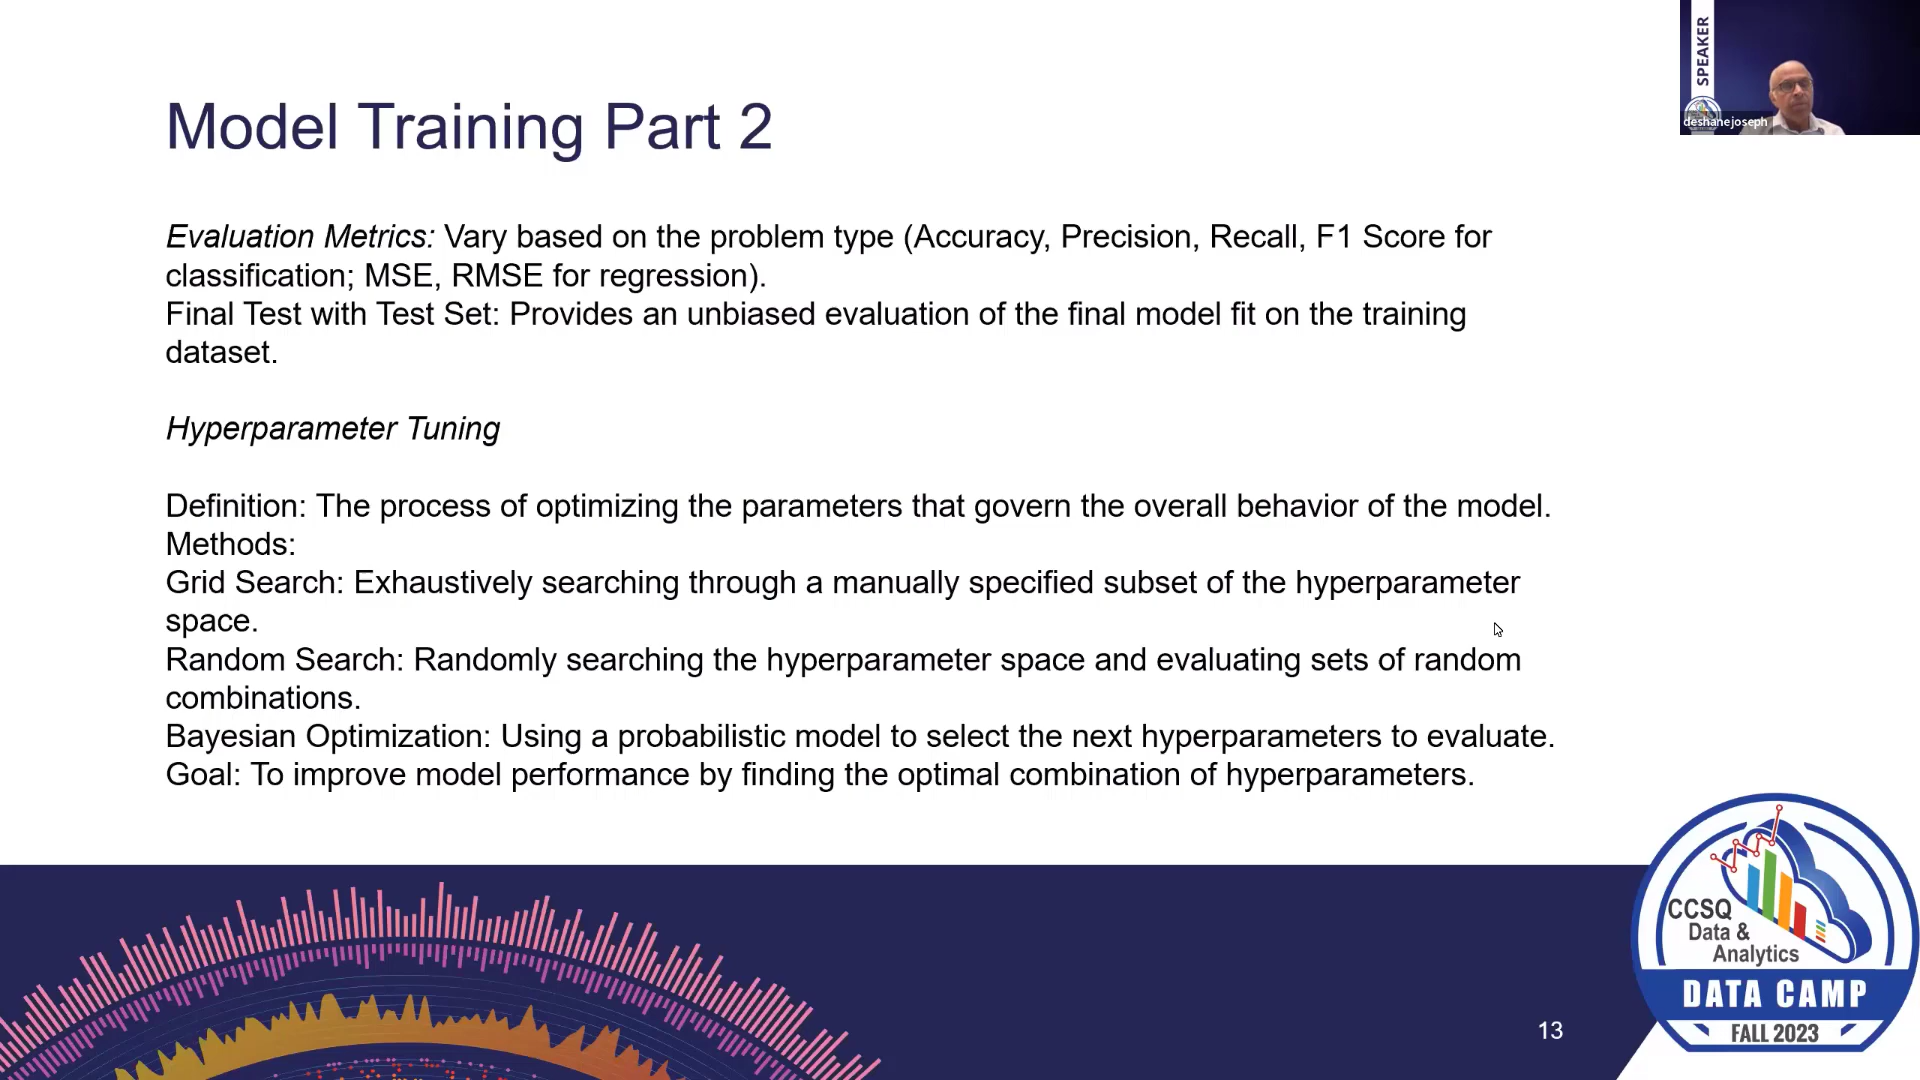 SPEAKER
deshanejoseph
Model Training Part 2
Evaluation Metrics: Vary based on the problem type (Accuracy, Precision, Recall, F1 Score for
classification; MSE, RMSE for regression).
Final Test with Test Set: Provides an unbiased evaluation of the final model fit on the training
dataset.
Hyperparameter Tuning
Definition: The process of optimizing the parameters that govern the overall behavior of the model.
Methods:
Grid Search: Exhaustively searching through a manually specified subset of the hyperparameter
space.
Random Search: Randomly searching the hyperparameter space and evaluating sets of random
combinations.
Bayesian Optimization: Using a probabilistic model to select the next hyperparameters to evaluate.
Goal: To improve model performance by finding the optimal combination of hyperparameters.
CCSQ
Data &
Analytics
DATA CAMP
FALL 2023
13